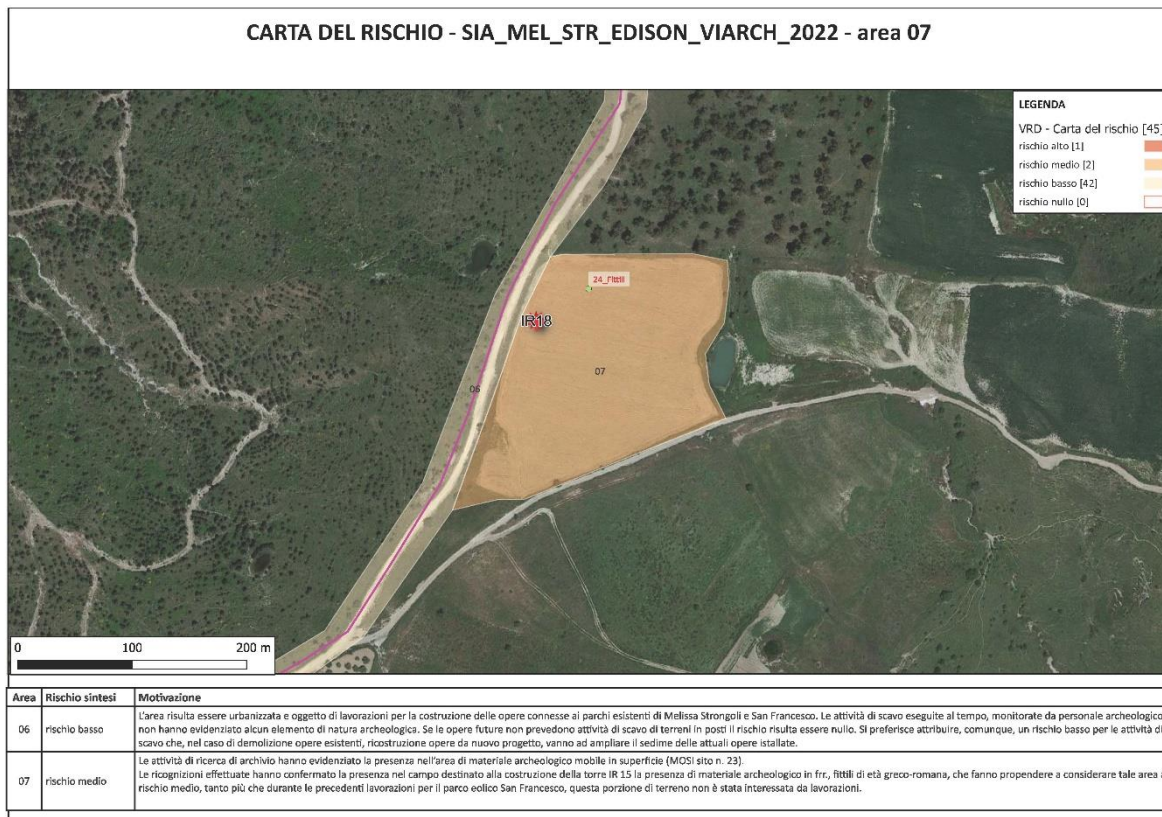 CARTA DEL RISCHIO - SIA_MEL_STR_EDISON_VIARCH_2022 - area 07
LEGENDA
VRD - Carta del rischio [45]
rischio alto [1]
rischio medio [2]
rischio basso [42]
rischio nullo [0]
24_Fittili
IR18
07
06
0 100 200 m
Area Rischio sintesi Motivazione
06 rischio basso L'area risulta essere urbanizzata e oggetto di lavorazioni per la costruzione delle opere connesse ai parchi esistenti di Melissa Strongoli e San Francesco. Le attività di scavo eseguite al tempo, monitorate da personale archeologico
non hanno evidenziato alcun elemento di natura archeologica. Se le opere future non prevedono attività di scavo di terreni in posti il rischio risulta essere nullo. Si preferisce attribuire, comunque, un rischio basso per le attività di
scavo che, nel caso di demolizione opere esistenti, ricostruzione opere da nuovo progetto, vanno ad ampliare il sedime delle attuali opere istallate.
07 rischio medio Le attività di ricerca di archivio hanno evidenziato la presenza nell'area di materiale archeologico mobile in superficie (MOSI sito n. 23).
Le ricognizioni effettuate hanno confermato la presenza nel campo destinato alla costruzione della torre IR 15 la presenza di materiale archeologico in frr., fittili di età greco-romana, che fanno propendere a considerare tale area a
rischio medio, tanto più che durante le precedenti lavorazioni per il parco eolico San Francesco, questa porzione di terreno non è stata interessata da lavorazioni.